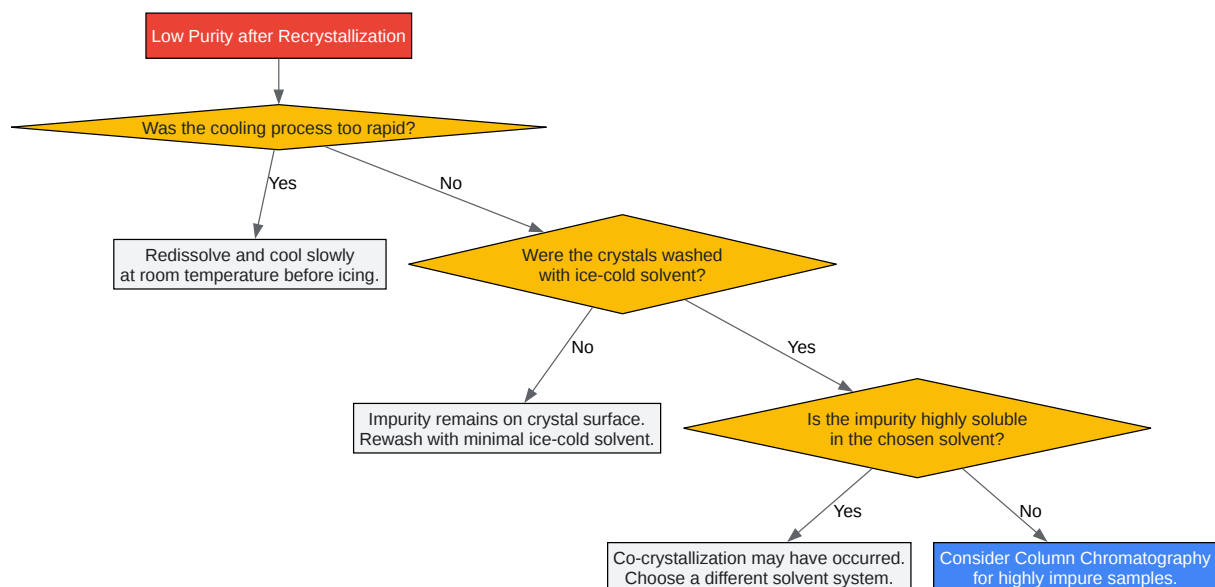 Low Purity after Recrystallization
Was the cooling process too rapid?
Yes
No
Redissolve and cool slowly
at room temperature before icing.
Were the crystals washed
with ice-cold solvent?
No
Yes
Impurity remains on crystal surface.
Rewash with minimal ice-cold solvent.
Is the impurity highly soluble
in the chosen solvent?
Yes
No
Co-crystallization may have occurred.
Choose a different solvent system.
Consider Column Chromatography
for highly impure samples.